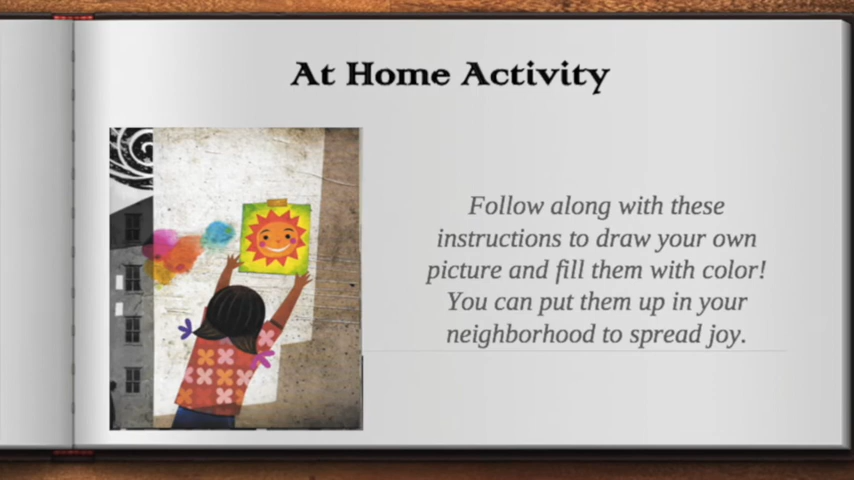 At Home Activity
Follow along with these
instructions to draw your own
picture and fill them with color!
You can put them up in your
neighborhood to spread joy.